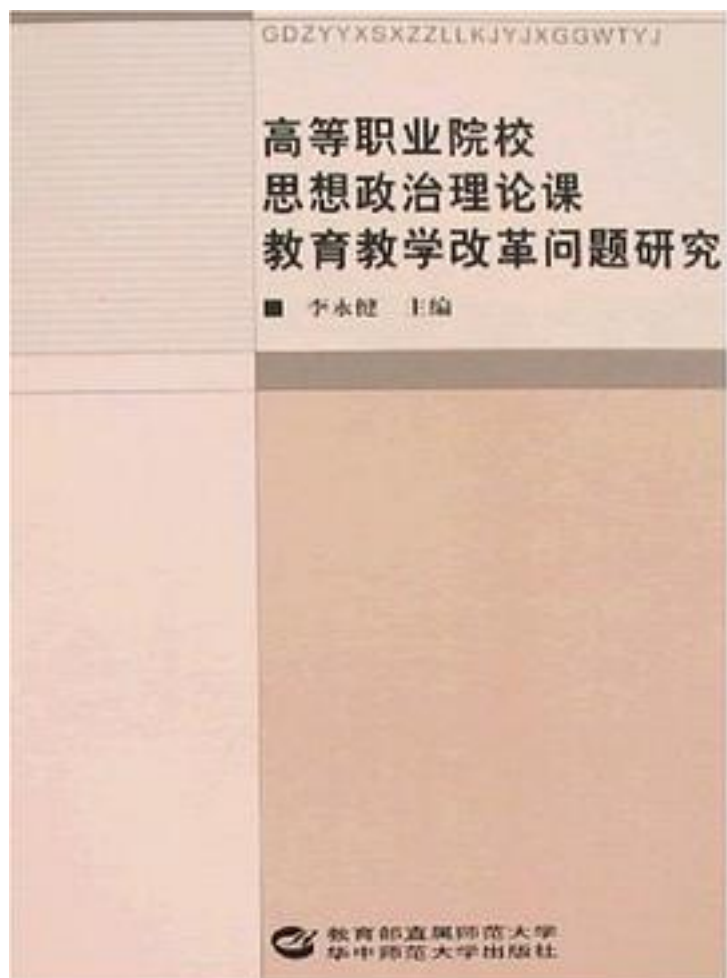 GDZYYXSXZZLLKJYJXGGWTYJ
高等职业院校
思想政治理论课
教育教学改革问题研究
■ 李永健 主编
教育部直属师范大学
华中师范大学出版社